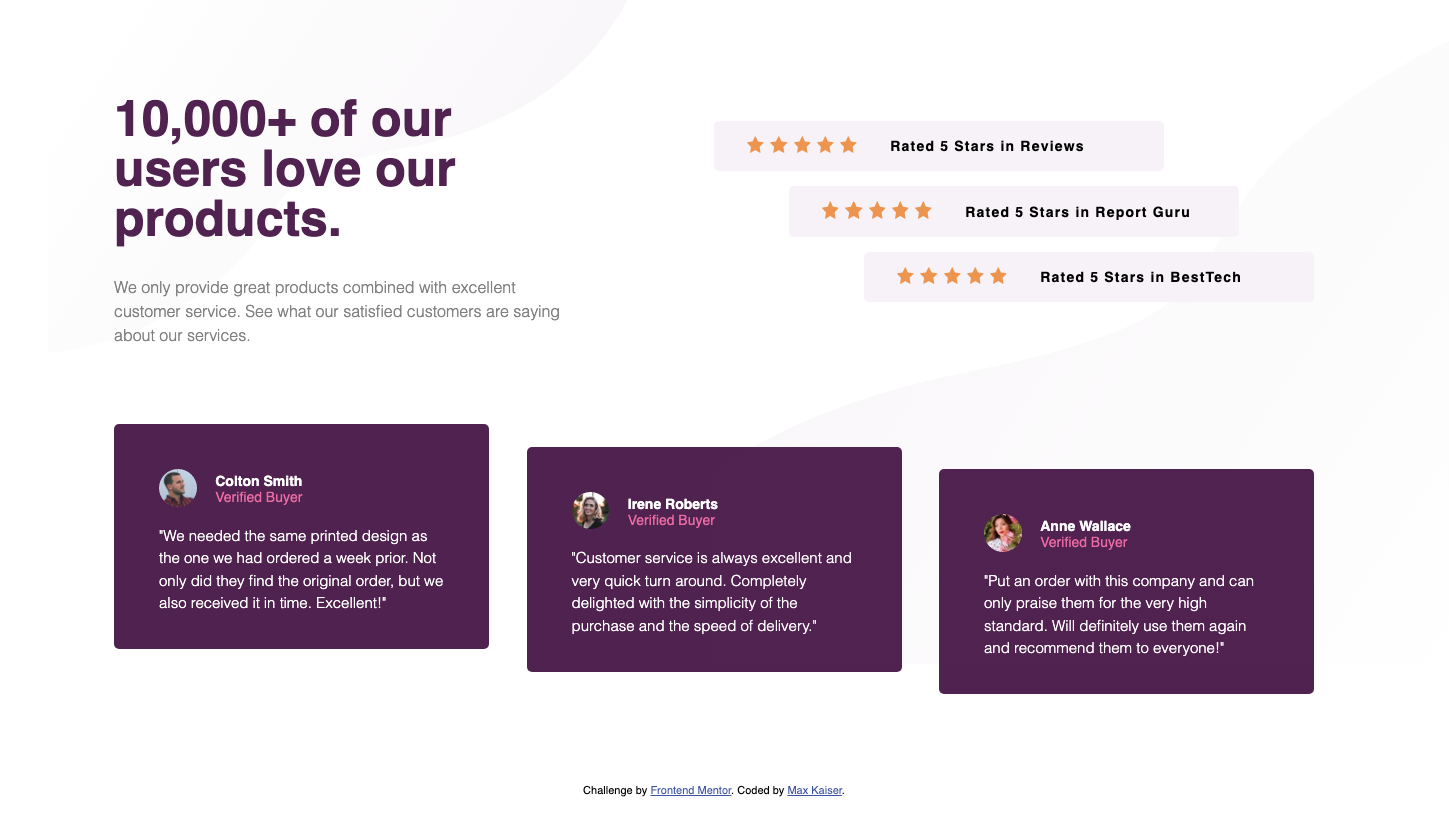 10,000+ of our
users love our
products.
We only provide great products combined with excellent
customer service. See what our satisfied customers are saying
about our services.
Rated 5 Stars in Reviews
Rated 5 Stars in Report Guru
Rated 5 Stars in BestTech
Colton Smith
Verified Buyer
"We needed the same printed design as
the one we had ordered a week prior. Not
only did they find the original order, but we
also received it in time. Excellent!"
Irene Roberts
Verified Buyer
"Customer service is always excellent and
very quick turn around. Completely
delighted with the simplicity of the
purchase and the speed of delivery."
Anne Wallace
Verified Buyer
"Put an order with this company and can
only praise them for the very high
standard. Will definitely use them again
and recommend them to everyone!"
Challenge by Frontend Mentor. Coded by Max Kaiser.